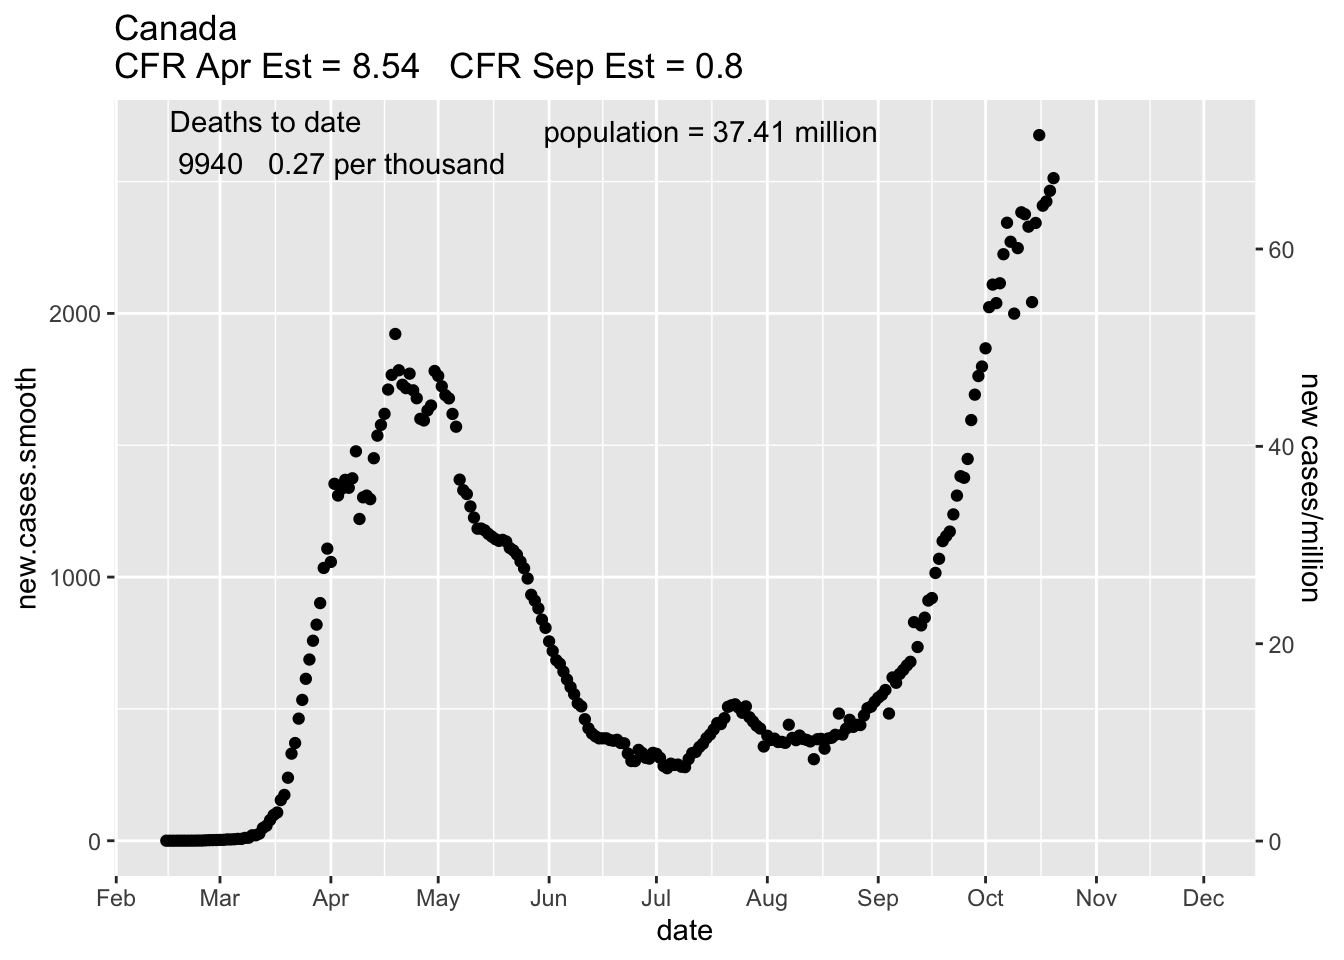 Canada
CFR Apr Est = 8.54   CFR Sep Est = 0.8
Deaths to date
9940   0.27 per thousand
population = 37.41 million
new.cases.smooth
2000
1000
0
60
40
20
0
new cases/million
Feb Mar Apr May Jun Jul Aug Sep Oct Nov Dec
date